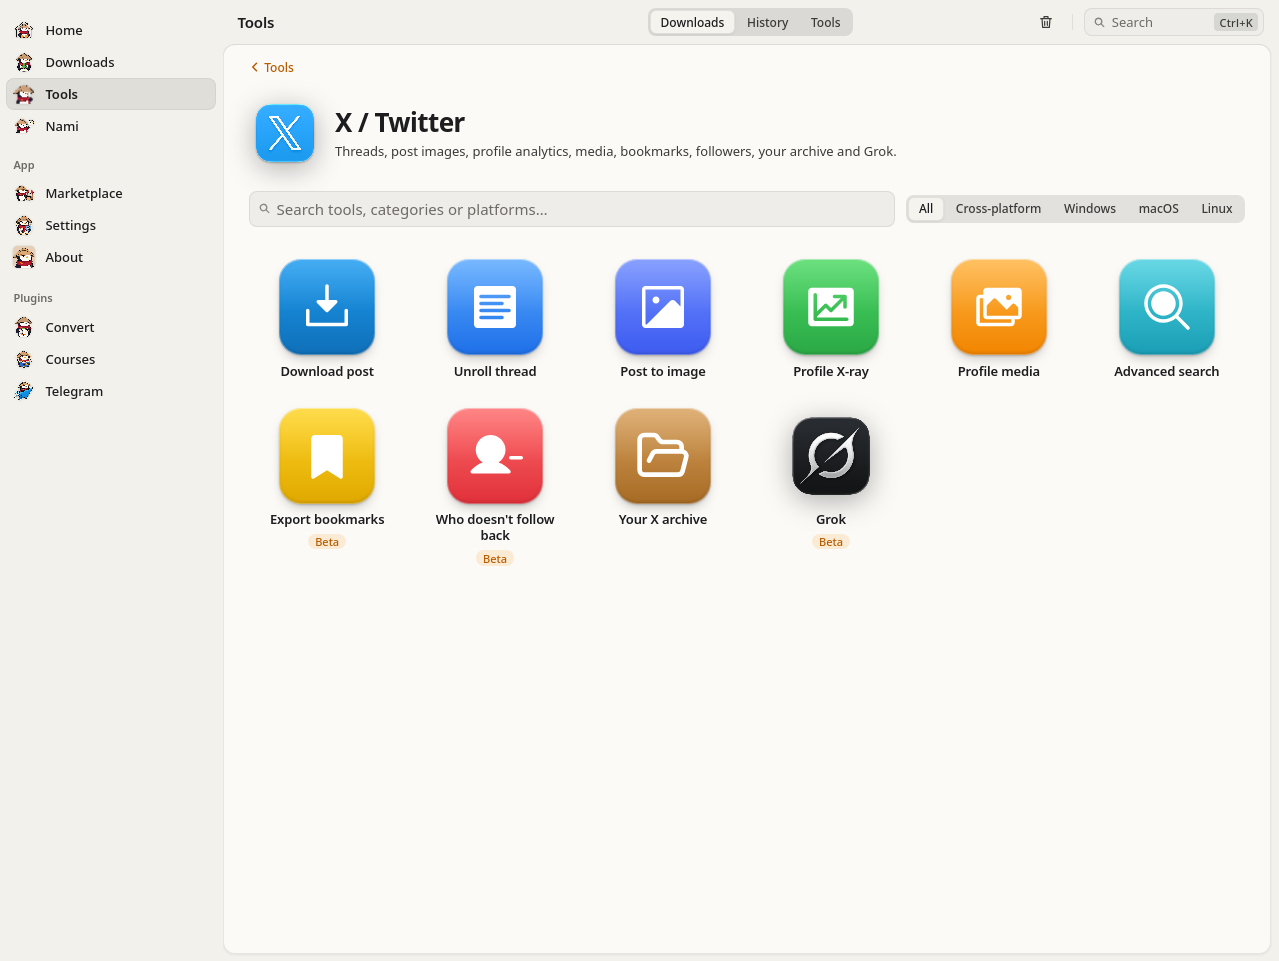 Home
Downloads
Tools
Nami
App
Marketplace
Settings
About
Plugins
Convert
Courses
Telegram
Tools
Downloads
History
Tools
Search
Ctrl+K
Tools
X / Twitter
Threads, post images, profile analytics, media, bookmarks, followers, your archive and Grok.
Search tools, categories or platforms...
All
Cross-platform
Windows
macOS
Linux
Download post
Unroll thread
Post to image
Profile X-ray
Profile media
Advanced search
Export bookmarks
Beta
Who doesn't follow
back
Beta
Your X archive
Grok
Beta